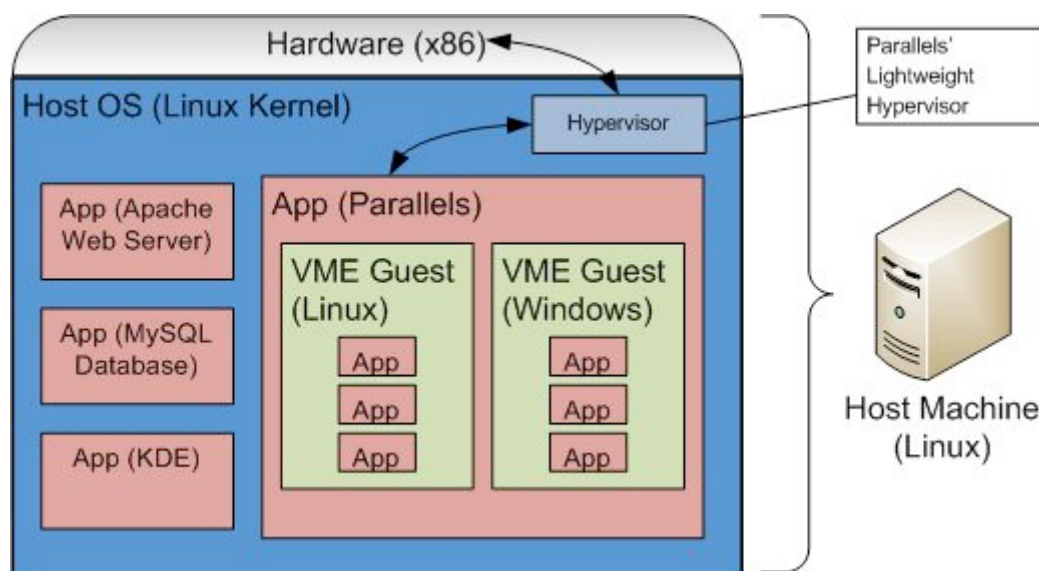 Hardware (x86)
Parallels'
Lightweight
Hypervisor
Host OS (Linux Kernel)
Hypervisor
App (Apache
Web Server)
App (MySQL
Database)
App (KDE)
App (Parallels)
VME Guest
(Linux)
App
App
App
VME Guest
(Windows)
App
App
App
Host Machine
(Linux)